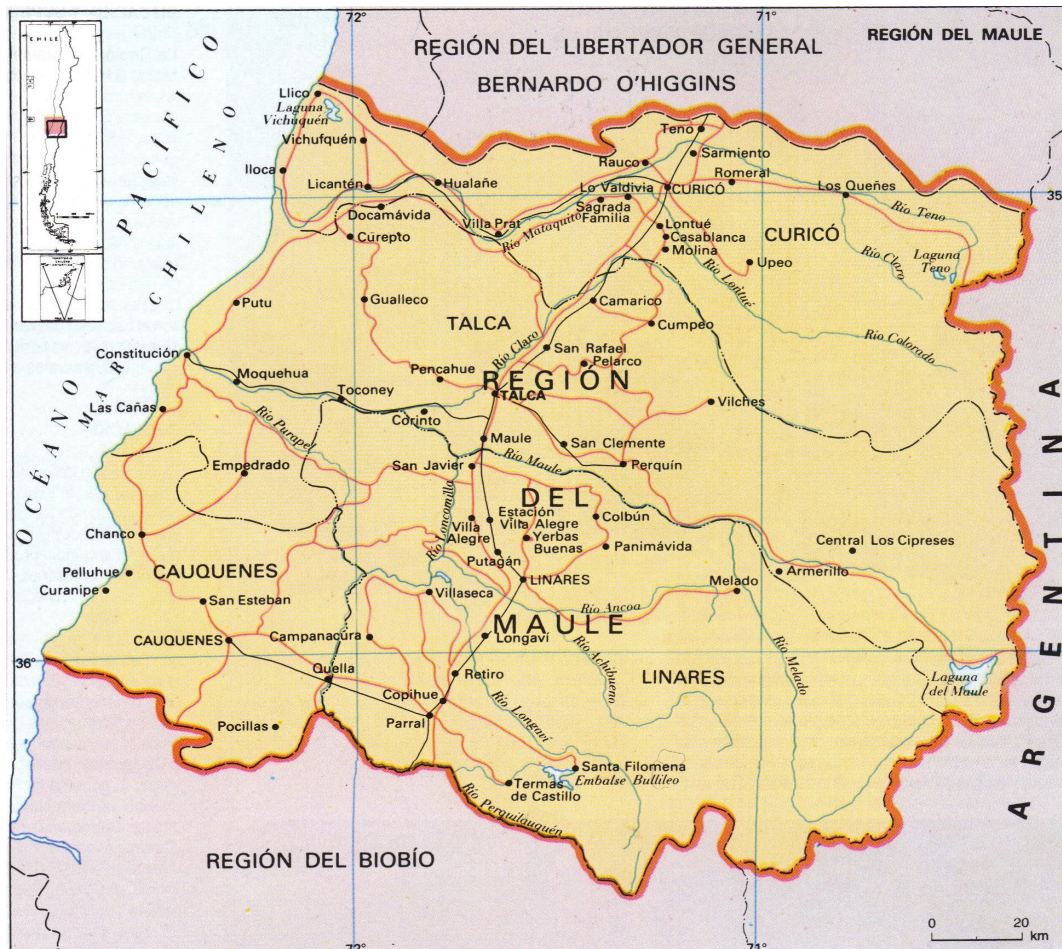 72°
71°
CHILE
REGIÓN DEL LIBERTADOR GENERAL
BERNARDO O'HIGGINS
REGIÓN DEL MAULE
OCÉANO PACÍFICO
MAR CHILENO
Llico
Laguna
Vichuquén
Vichufquén
Iloca
Licantén
Hualañe
Docamávida
Curepto
Villa Prat
Río Mataquito
Teno
Sarmiento
Rauco
Romeral
Lo Valdivia
CURICÓ
Sagrada
Familia
Los Queñes
35°
Río Teno
Lontué
Casablanca
Molina
CURICÓ
Upeo
Río Claro
Laguna
Teno
Río Lontué
Putu
Gualleco
Camarico
TALCA
Cumpeo
Río Colorado
Río Claro
Constitución
San Rafael
Pelarco
Moquehua
Pencahue
REGIÓN
Toconey
TALCA
Las Cañas
Corinto
Vilches
Río Purapel
Maule
San Clemente
Empedrado
San Javier
Río Maule
Perquín
DEL
Río Loncomilla
Estación
Villa Alegre
Villa
Alegre
Colbún
Yerbas
Buenas
Chanco
Putagán
Panimávida
Central Los Cipreses
Pelluhue
CAUQUENES
LINARES
Armerillo
Curanipe
Villaseca
Melado
San Esteban
Río Ancoa
MAULE
CAUQUENES
Campanacura
Longaví
Río Achibueno
36°
Quella
Retiro
LINARES
Río Melado
Laguna
del Maule
Copihue
Parral
Río Longaví
Pocillas
Santa Filomena
Embalse Bullileo
Termas
de Castillo
Río Perquilauquén
ARGENTINA
REGIÓN DEL BIOBÍO
0 20
km
72°
71°